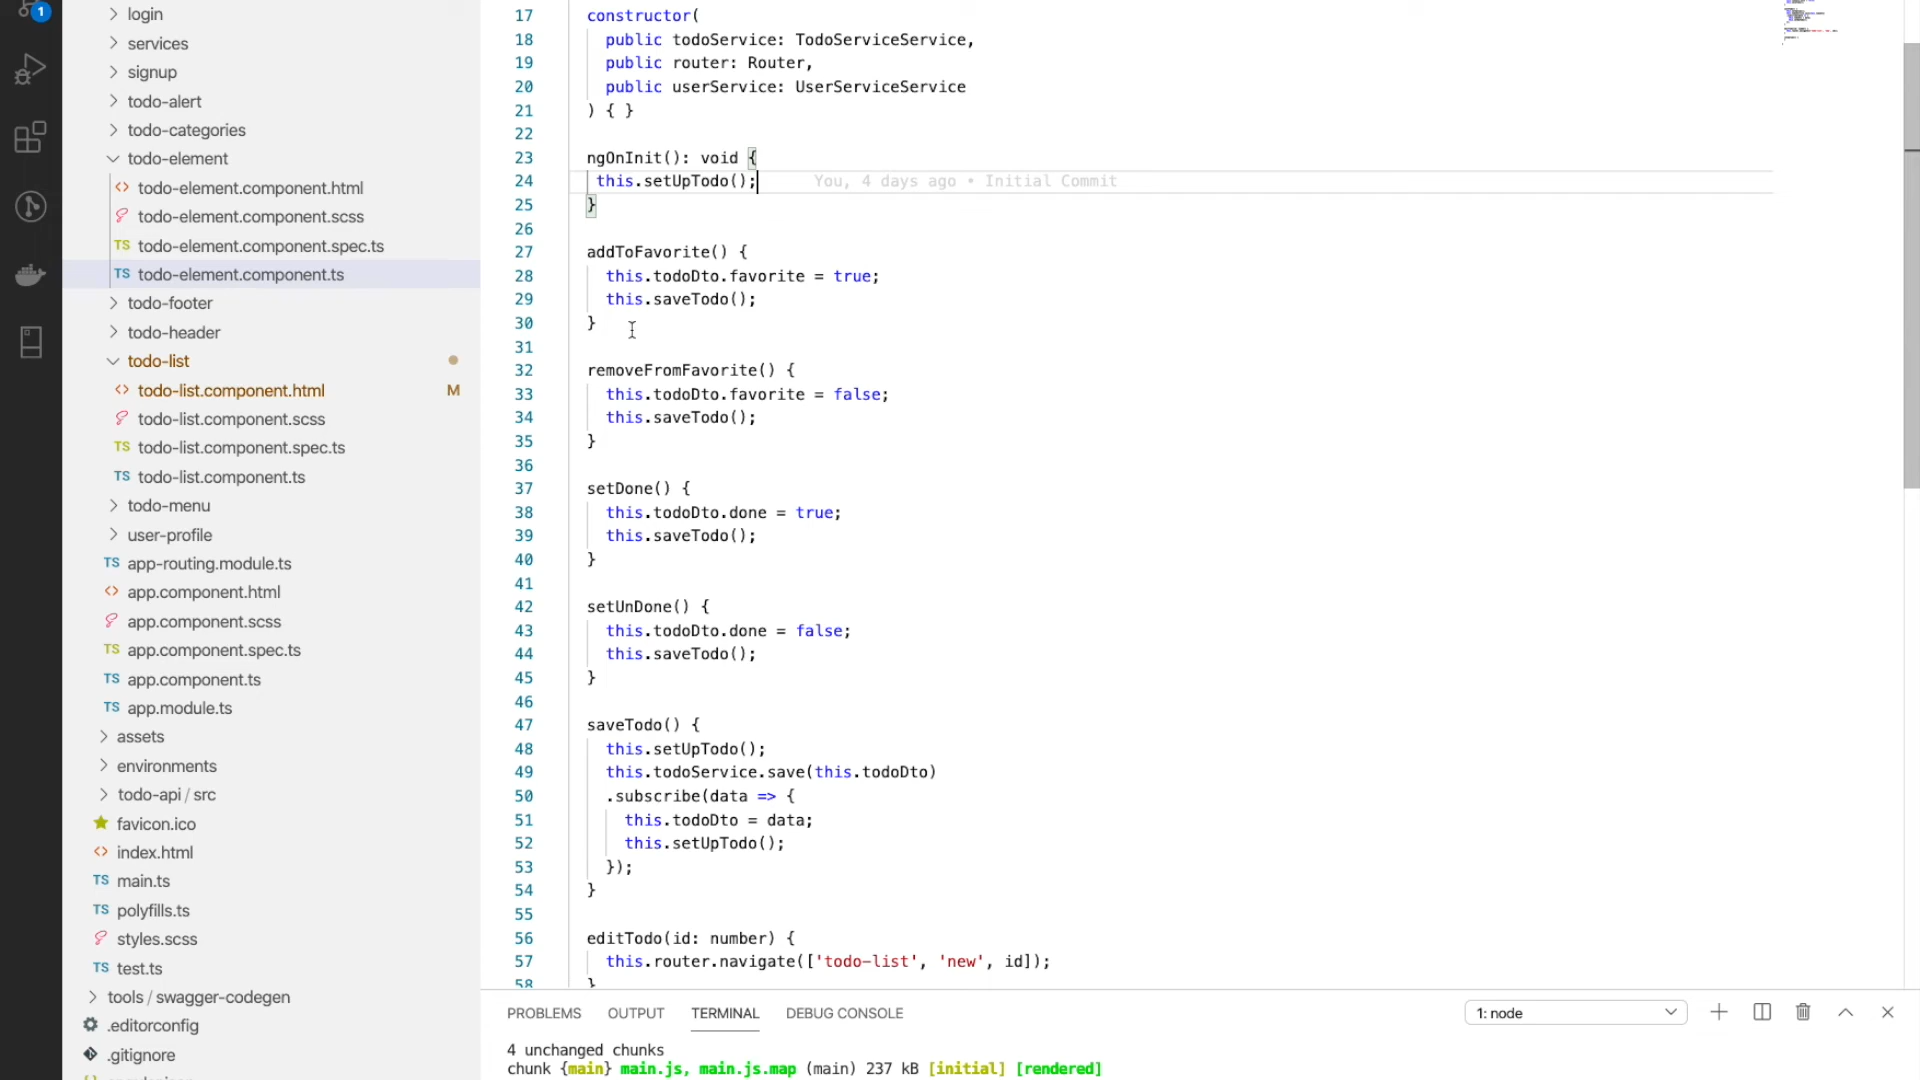 1
login
services
signup
todo-alert
todo-categories
todo-element
todo-element.component.html
todo-element.component.scss
TS todo-element.component.spec.ts
TS todo-element.component.ts
todo-footer
todo-header
todo-list
todo-list.component.html M
todo-list.component.scss
TS todo-list.component.spec.ts
TS todo-list.component.ts
todo-menu
user-profile
TS app-routing.module.ts
app.component.html
app.component.scss
TS app.component.spec.ts
TS app.component.ts
TS app.module.ts
assets
environments
todo-api / src
favicon.ico
index.html
TS main.ts
TS polyfills.ts
styles.scss
TS test.ts
tools / swagger-codegen
.editorconfig
.gitignore
17 constructor(
18 public todoService: TodoServiceService,
19 public router: Router,
20 public userService: UserServiceService
21 ) { }
22
23 ngOnInit(): void {
24 this.setUpTodo(); You, 4 days ago • Initial Commit
25 }
26
27 addToFavorite() {
28 this.todoDto.favorite = true;
29 this.saveTodo();
30 }
31
32 removeFromFavorite() {
33 this.todoDto.favorite = false;
34 this.saveTodo();
35 }
36
37 setDone() {
38 this.todoDto.done = true;
39 this.saveTodo();
40 }
41
42 setUnDone() {
43 this.todoDto.done = false;
44 this.saveTodo();
45 }
46
47 saveTodo() {
48 this.setUpTodo();
49 this.todoService.save(this.todoDto)
50 .subscribe(data => {
51 this.todoDto = data;
52 this.setUpTodo();
53 });
54 }
55
56 editTodo(id: number) {
57 this.router.navigate(['todo-list', 'new', id]);
58 }
PROBLEMS OUTPUT TERMINAL DEBUG CONSOLE 1: node
4 unchanged chunks
chunk {main} main.js, main.js.map (main) 237 kB [initial] [rendered]